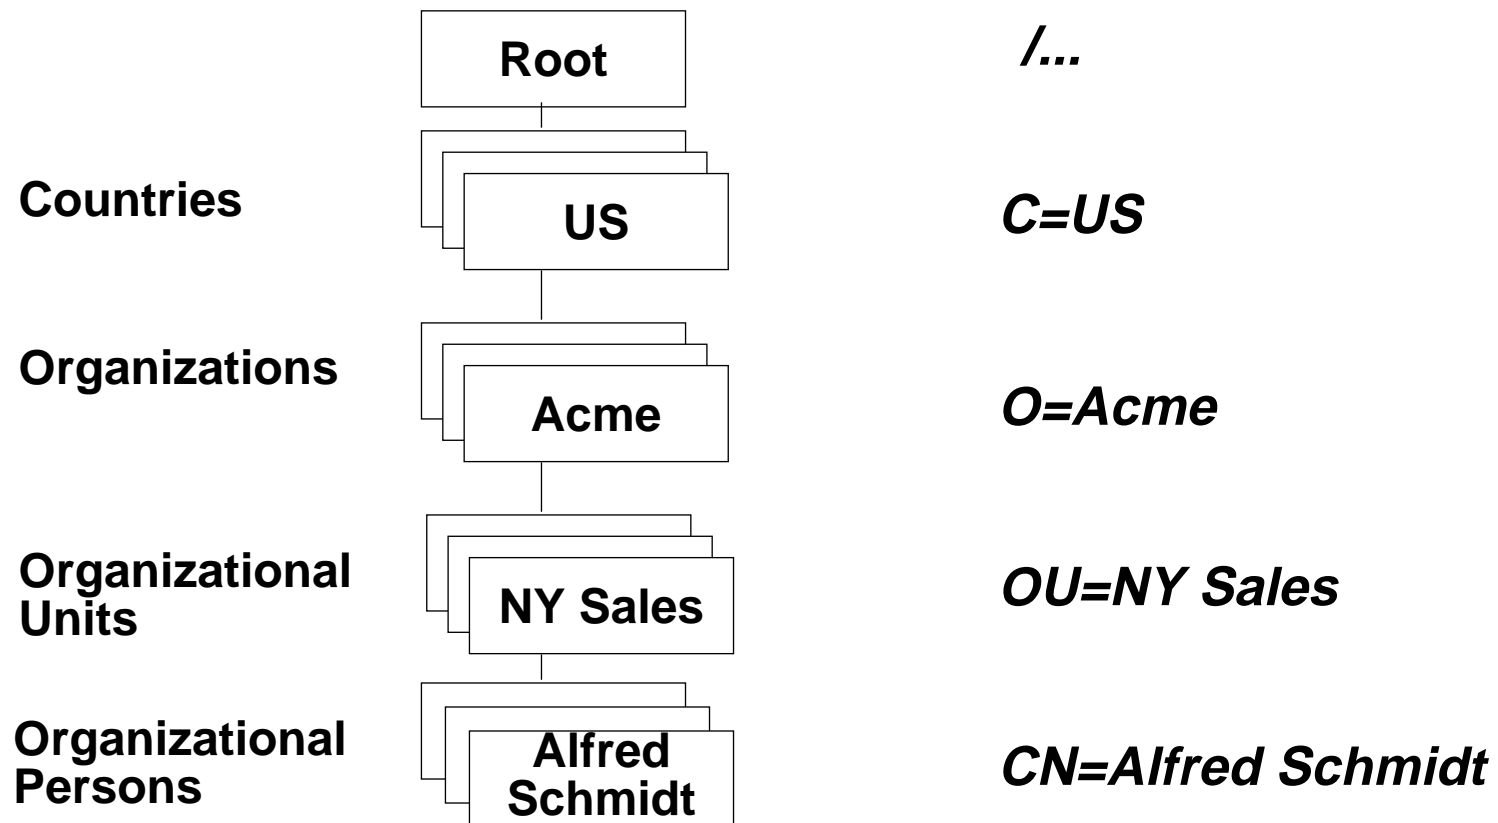 Root
/...
Countries
US
C=US
Organizations
Acme
O=Acme
Organizational
Units
NY Sales
OU=NY Sales
Organizational
Persons
Alfred
Schmidt
CN=Alfred Schmidt